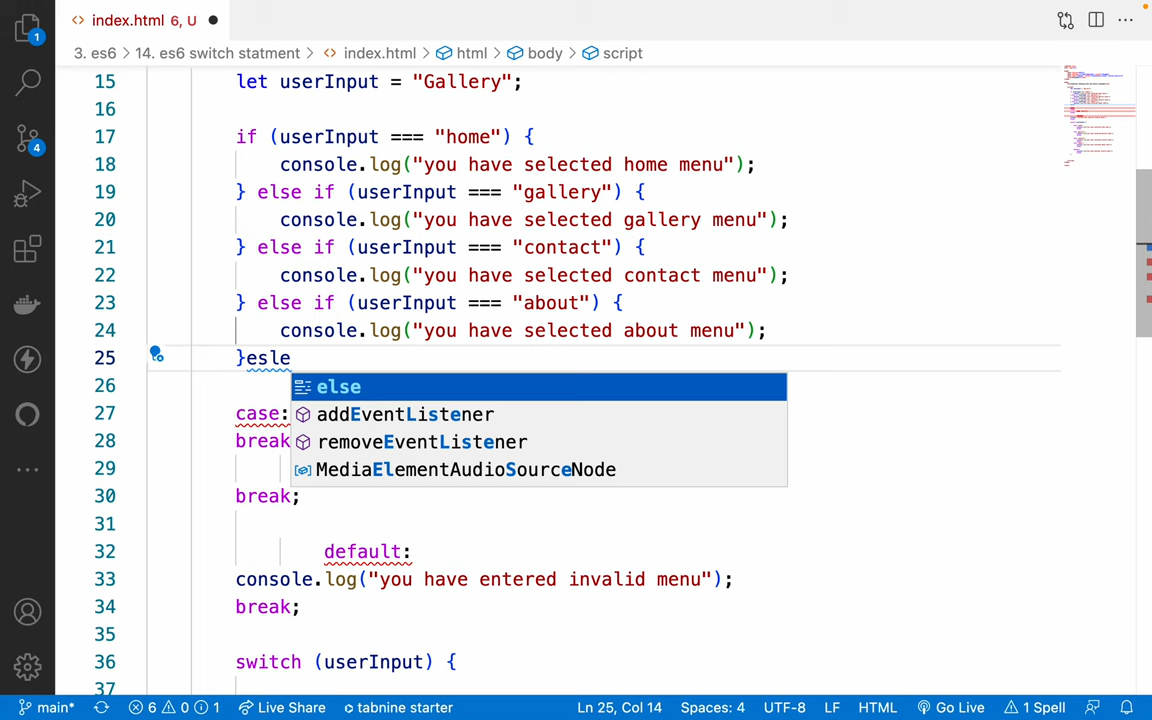 index.html 6, U
3. es6 > 14. es6 switch statment > index.html > html > body > script
15 let userInput = "Gallery";
16
17 if (userInput === "home") {
18 console.log("you have selected home menu");
19 } else if (userInput === "gallery") {
20 console.log("you have selected gallery menu");
21 } else if (userInput === "contact") {
22 console.log("you have selected contact menu");
23 } else if (userInput === "about") {
24 console.log("you have selected about menu");
25 }esle
else
26
addEventListener
27 case:
removeEventListener
28 break
MediaElementAudioSourceNode
29
30 break;
31
32 default:
33 console.log("you have entered invalid menu");
34 break;
35
36 switch (userInput) {
37
1
4
main* 6 0 1 Live Share tabnine starter Ln 25, Col 14 Spaces: 4 UTF-8 LF HTML Go Live 1 Spell